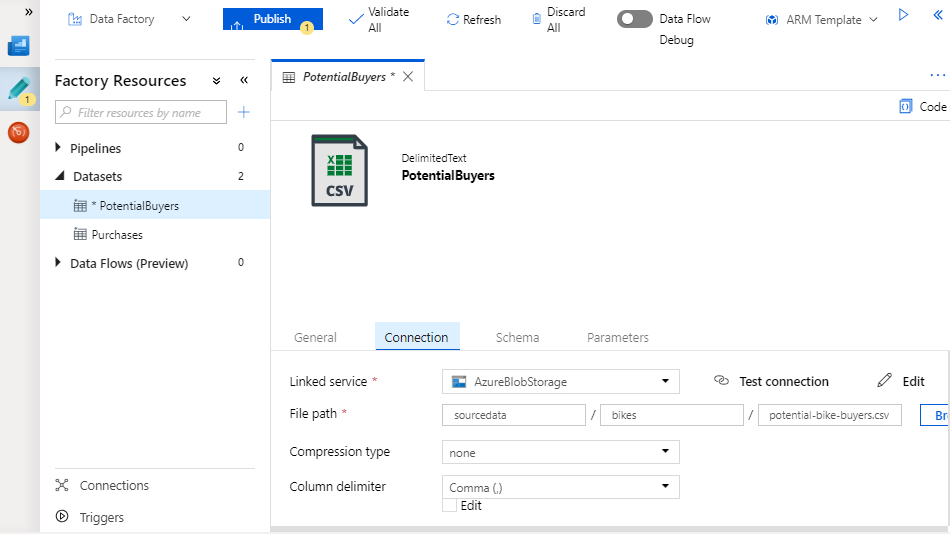 »
Data Factory
Publish
1
Validate
All
Refresh
Discard
All
Data Flow
Debug
ARM Template
«
1
Factory Resources
«
Filter resources by name
+
Pipelines 0
Datasets 2
* PotentialBuyers
Purchases
Data Flows (Preview) 0
Connections
Triggers
PotentialBuyers *
...
Code
CSV
DelimitedText
PotentialBuyers
General Connection Schema Parameters
Linked service * AzureBlobStorage Test connection Edit
File path * sourcedata / bikes / potential-bike-buyers.csv Br
Compression type none
Column delimiter Comma (,)
Edit